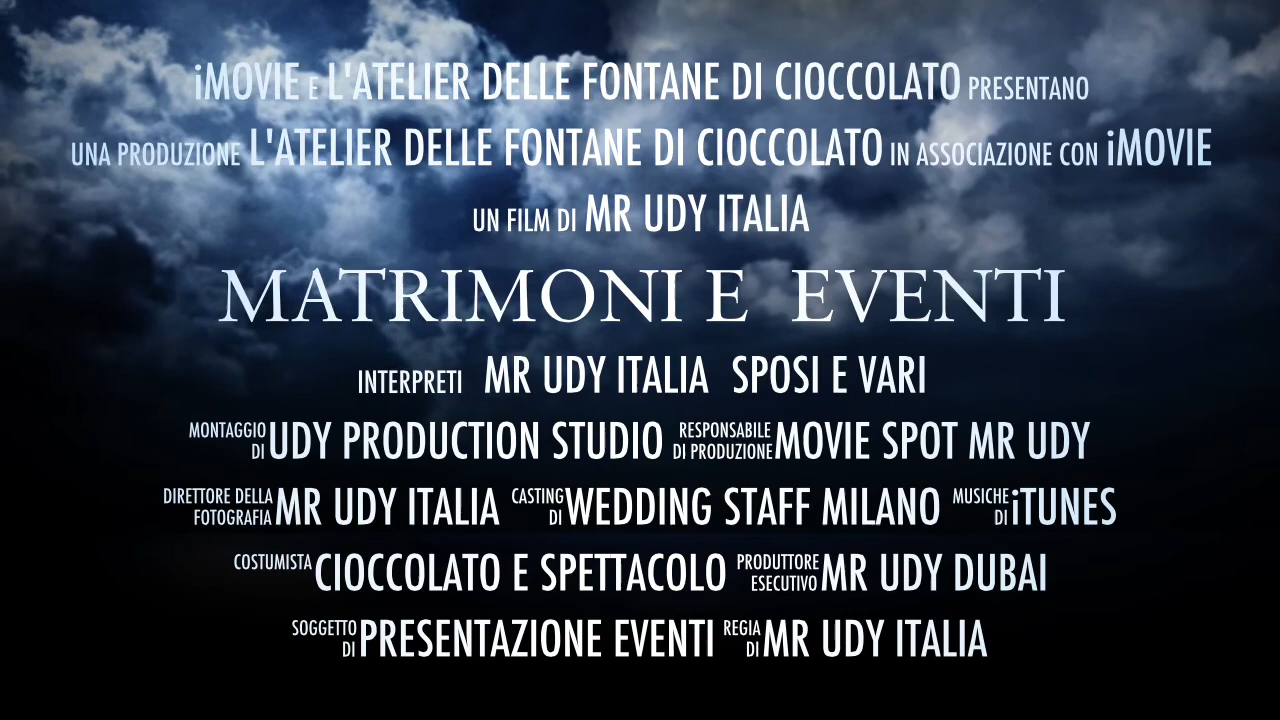 iMOVIE E L'ATELIER DELLE FONTANE DI CIOCCOLATO PRESENTANO
UNA PRODUZIONE L'ATELIER DELLE FONTANE DI CIOCCOLATO IN ASSOCIAZIONE CON iMOVIE
UN FILM DI MR UDY ITALIA
MATRIMONI E EVENTI
INTERPRETI MR UDY ITALIA SPOSI E VARI
MONTAGGIO DI UDY PRODUCTION STUDIO RESPONSABILE DI PRODUZIONE MOVIE SPOT MR UDY
DIRETTORE DELLA FOTOGRAFIA MR UDY ITALIA CASTING DI WEDDING STAFF MILANO MUSICHE DI iTUNES
COSTUMISTA CIOCCOLATO E SPETTACOLO PRODUTTORE ESECUTIVO MR UDY DUBAI
SOGGETTO DI PRESENTAZIONE EVENTI REGIA DI MR UDY ITALIA